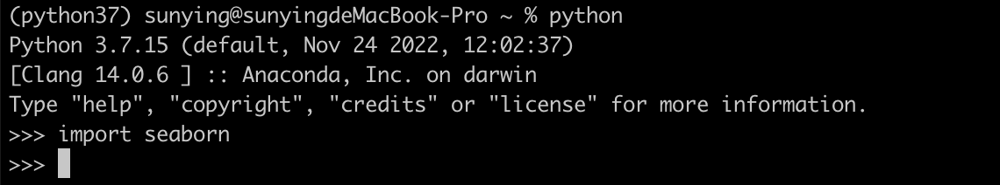 (python37) sunying@sunyingdeMacBook-Pro ~ % python
Python 3.7.15 (default, Nov 24 2022, 12:02:37)
[Clang 14.0.6 ] :: Anaconda, Inc. on darwin
Type "help", "copyright", "credits" or "license" for more information.
>>> import seaborn
>>>